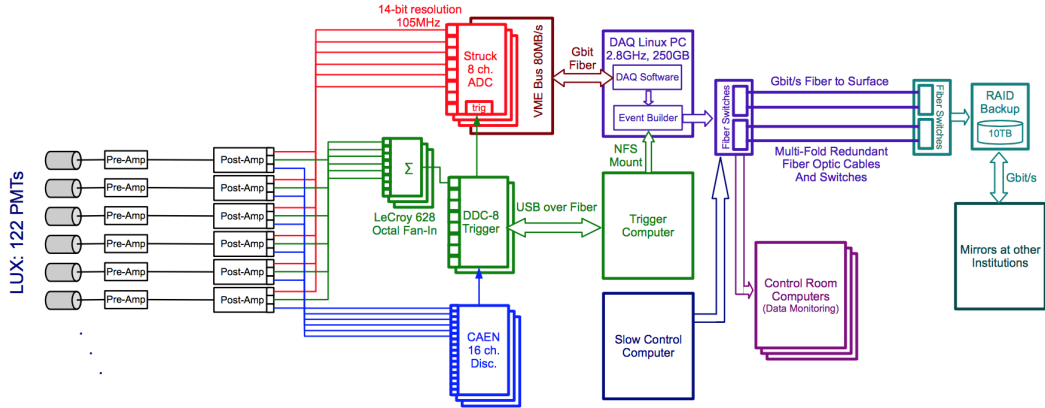 LUX: 122 PMTs
Pre-Amp
Pre-Amp
Pre-Amp
Pre-Amp
Pre-Amp
Pre-Amp
Post-Amp
Post-Amp
Post-Amp
Post-Amp
Post-Amp
Post-Amp
14-bit resolution
105MHz
Struck
8 ch.
ADC
trig
VME Bus 80MB/s
Σ
LeCroy 628
Octal Fan-In
DDC-8
Trigger
CAEN
16 ch.
Disc.
Gbit
Fiber
USB over Fiber
DAQ Linux PC
2.8GHz, 250GB
DAQ Software
Event Builder
NFS
Mount
Trigger
Computer
Slow Control
Computer
Fiber Switches
Gbit/s Fiber to Surface
Multi-Fold Redundant
Fiber Optic Cables
And Switches
Control Room
Computers
(Data Monitoring)
Fiber Switches
RAID
Backup
10TB
Gbit/s
Mirrors at other
Institutions